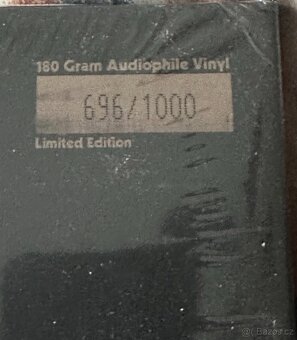 180 Gram Audiophile Vinyl
696/1000
Limited Edition
Bazos.cz